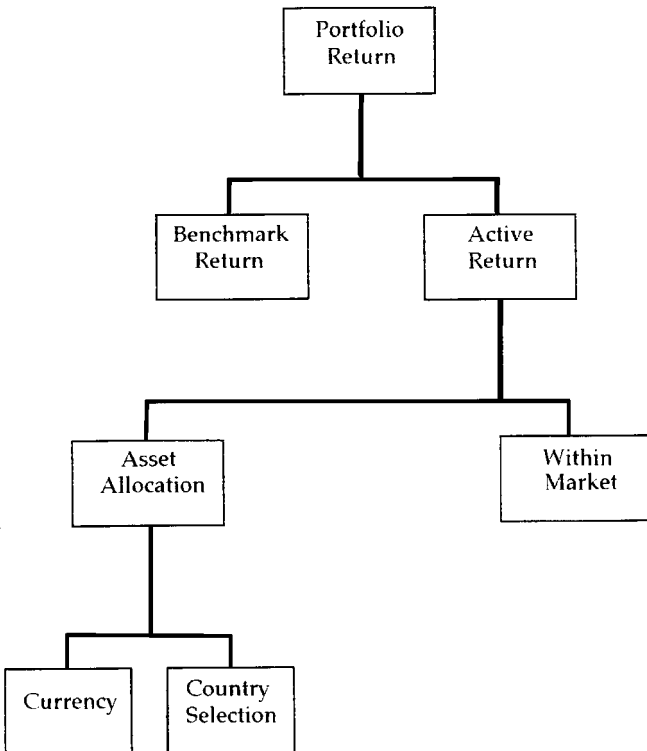 Portfolio
Return
Benchmark
Return
Active
Return
Asset
Allocation
Within
Market
Currency
Country
Selection